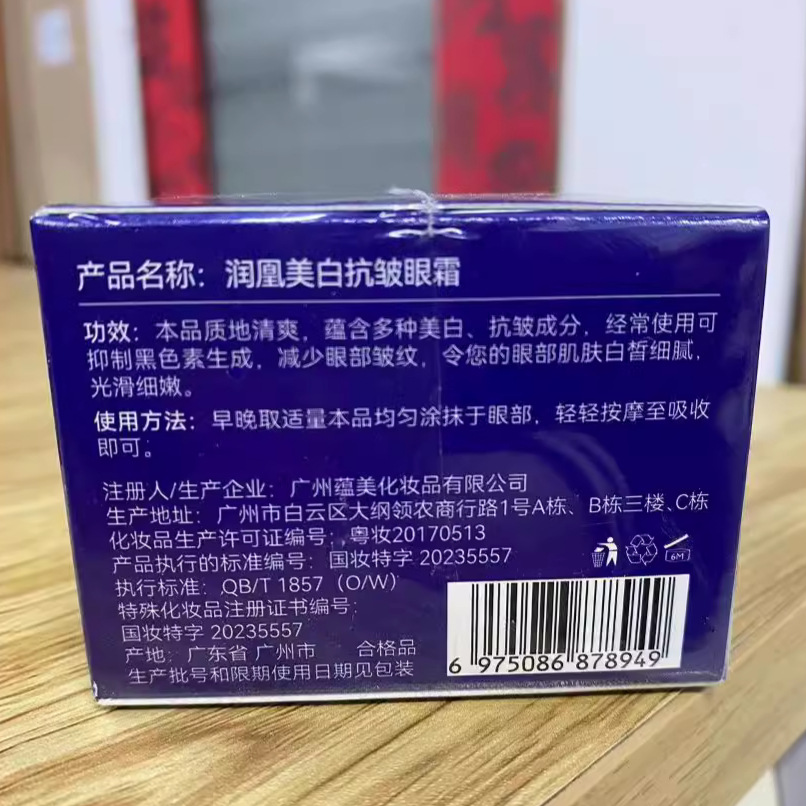 产品名称：润凰美白抗皱眼霜
功效：本品质地清爽，蕴含多种美白、抗皱成分，经常使用可
抑制黑色素生成，减少眼部皱纹，令您的眼部肌肤白皙细腻，
光滑细嫩。
使用方法：早晚取适量本品均匀涂抹于眼部，轻轻按摩至吸收
即可。
注册人/生产企业：广州蕴美化妆品有限公司
生产地址：广州市白云区大纲领农商行路1号A栋、B栋三楼、C栋
化妆品生产许可证编号：粤妆20170513
产品执行的标准编号：国妆特字 20235557
执行标准：QB/T 1857（O/W）
特殊化妆品注册证书编号：
国妆特字 20235557
产地：广东省 广州市 合格品
生产批号和限期使用日期见包装
6M
6 975086 878949